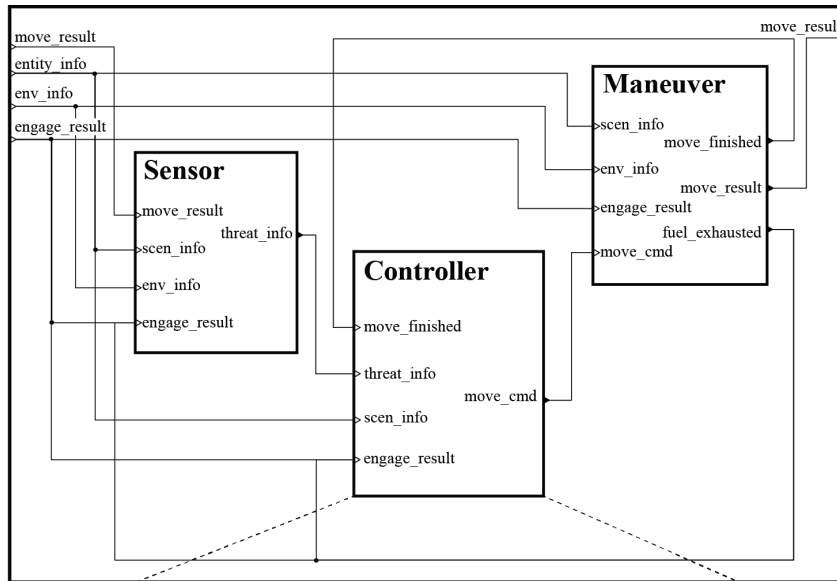 move_result
entity_info
env_info
engage_result
move_resul
Maneuver
scen_info
move_finished
env_info
move_result
engage_result
fuel_exhausted
move_cmd
Sensor
move_result
threat_info
scen_info
env_info
engage_result
Controller
move_finished
threat_info
move_cmd
scen_info
engage_result